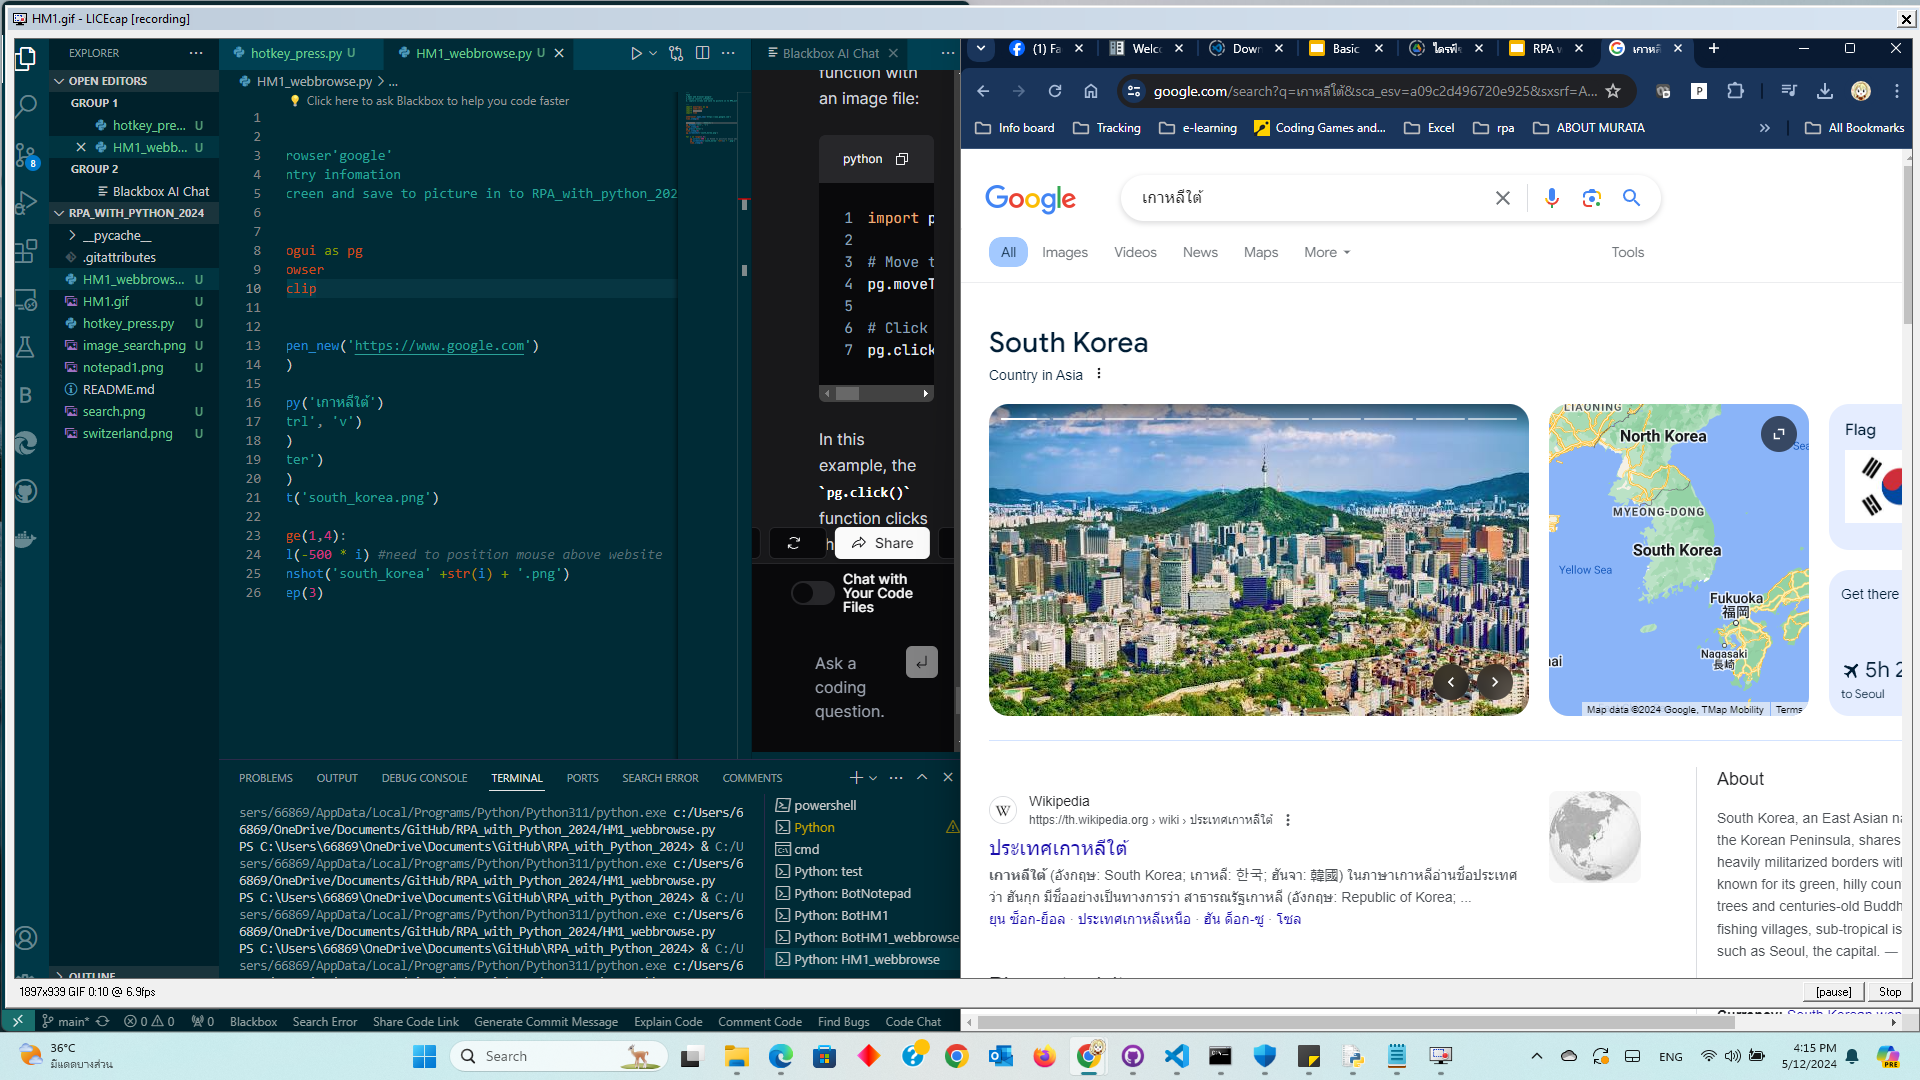 HM1.gif - LICEcap [recording]
EXPLORER
OPEN EDITORS
GROUP 1
hotkey_pre... U
HM1_webb... U
GROUP 2
Blackbox AI Chat
RPA_WITH_PYTHON_2024
__pycache__
.gitattributes
HM1_webbrows... U
HM1.gif U
hotkey_press.py U
image_search.png U
notepad1.png U
README.md
search.png U
switzerland.png U
OUTLINE
8
hotkey_press.py U
HM1_webbrowse.py U
HM1_webbrowse.py > ...
Click here to ask Blackbox to help you code faster
1
2
3 rowser'google'
4 ntry infomation
5 creen and save to picture in to RPA_with_python_202
6
7
8 ogui as pg
9 owser
10 clip
11
12
13 pen_new('https://www.google.com')
14 )
15
16 py('เกาหลีใต้')
17 trl', 'v')
18 )
19 ter')
20 )
21 t('south_korea.png')
22
23 ge(1,4):
24 l(-500 * i) #need to position mouse above website
25 nshot('south_korea' +str(i) + '.png')
26 ep(3)
Blackbox AI Chat
function with
an image file:
python
1 import p
2
3 # Move t
4 pg.moveT
5
6 # Click
7 pg.click
In this
example, the
`pg.click()`
function clicks
Share
Chat with
Your Code
Files
Ask a
coding
question.
PROBLEMS OUTPUT DEBUG CONSOLE TERMINAL PORTS SEARCH ERROR COMMENTS
sers/66869/AppData/Local/Programs/Python/Python311/python.exe c:/Users/6
6869/OneDrive/Documents/GitHub/RPA_with_Python_2024/HM1_webbrowse.py
PS C:\Users\66869\OneDrive\Documents\GitHub\RPA_with_Python_2024> & C:/U
sers/66869/AppData/Local/Programs/Python/Python311/python.exe c:/Users/6
6869/OneDrive/Documents/GitHub/RPA_with_Python_2024/HM1_webbrowse.py
PS C:\Users\66869\OneDrive\Documents\GitHub\RPA_with_Python_2024> & C:/U
sers/66869/AppData/Local/Programs/Python/Python311/python.exe c:/Users/6
6869/OneDrive/Documents/GitHub/RPA_with_Python_2024/HM1_webbrowse.py
PS C:\Users\66869\OneDrive\Documents\GitHub\RPA_with_Python_2024> & C:/U
sers/66869/AppData/Local/Programs/Python/Python311/python.exe c:/Users/6
powershell
Python
cmd
Python: test
Python: BotNotepad
Python: BotHM1
Python: BotHM1_webbrowse
Python: HM1_webbrowse
(1) Fa
Welc
Down
Basic
ไดรฟ์ข
RPA w
เกาหลี
google.com/search?q=เกาหลีใต้&sca_esv=a09c2d496720e925&sxsrf=A...
Info board Tracking e-learning Coding Games and... Excel rpa ABOUT MURATA » All Bookmarks
Google
เกาหลีใต้
All Images Videos News Maps More Tools
South Korea
Country in Asia
LIAONING
North Korea
Sea
MYEONG-DONG
South Korea
Yellow Sea
Fukuoka
福岡
Nagasaki
長崎
Map data ©2024 Google, TMap Mobility Terms
Flag
Get there
5h 2
to Seoul
Wikipedia
https://th.wikipedia.org › wiki › ประเทศเกาหลีใต้
ประเทศเกาหลีใต้
เกาหลีใต้ (อังกฤษ: South Korea; เกาหลี: 한국; ฮันจา: 韓國) ในภาษาเกาหลีอ่านชื่อประเทศ
ว่า ฮันกุก มีชื่ออย่างเป็นทางการว่า สาธารณรัฐเกาหลี (อังกฤษ: Republic of Korea; ...
ยุน ซ็อก-ย็อล · ประเทศเกาหลีเหนือ · ฮัน ด็อก-ซู · โซล
About
South Korea, an East Asian na
the Korean Peninsula, shares
heavily militarized borders with
known for its green, hilly coun
trees and centuries-old Buddh
fishing villages, sub-tropical is
such as Seoul, the capital. —
1897x939 GIF 0:10 @ 6.9fps
[pause] Stop
main* 0 0 0 Blackbox Search Error Share Code Link Generate Commit Message Explain Code Comment Code Find Bugs Code Chat
36°C
มีแดดบางส่วน
Search
ENG
4:15 PM
5/12/2024